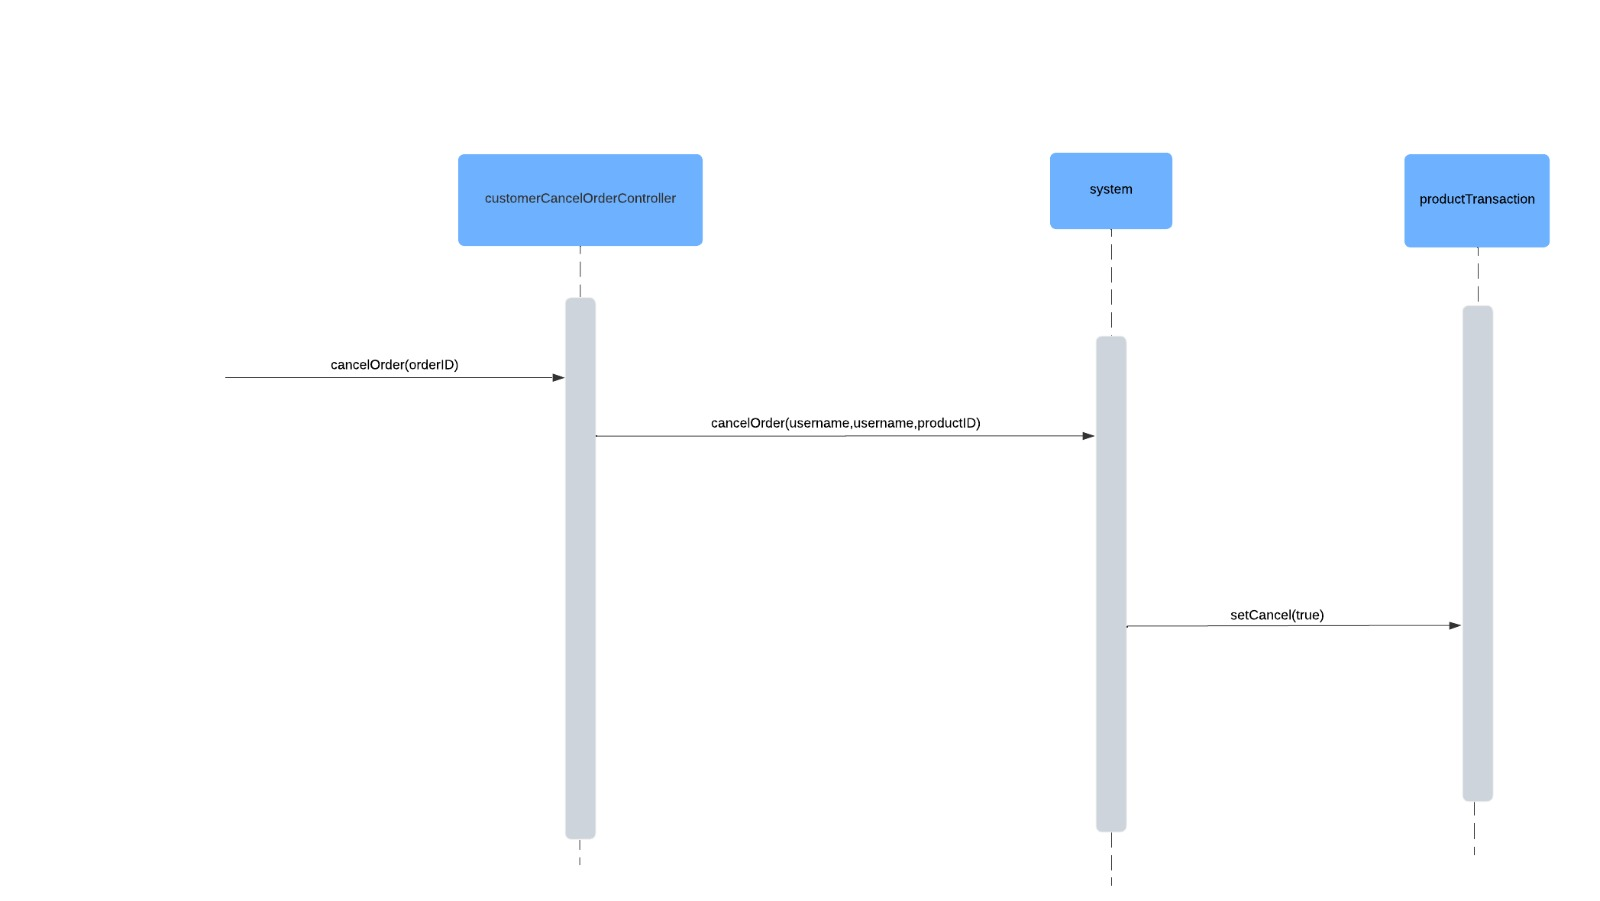 customerCancelOrderController
system
productTransaction
cancelOrder(orderID)
cancelOrder(username,username,productID)
setCancel(true)